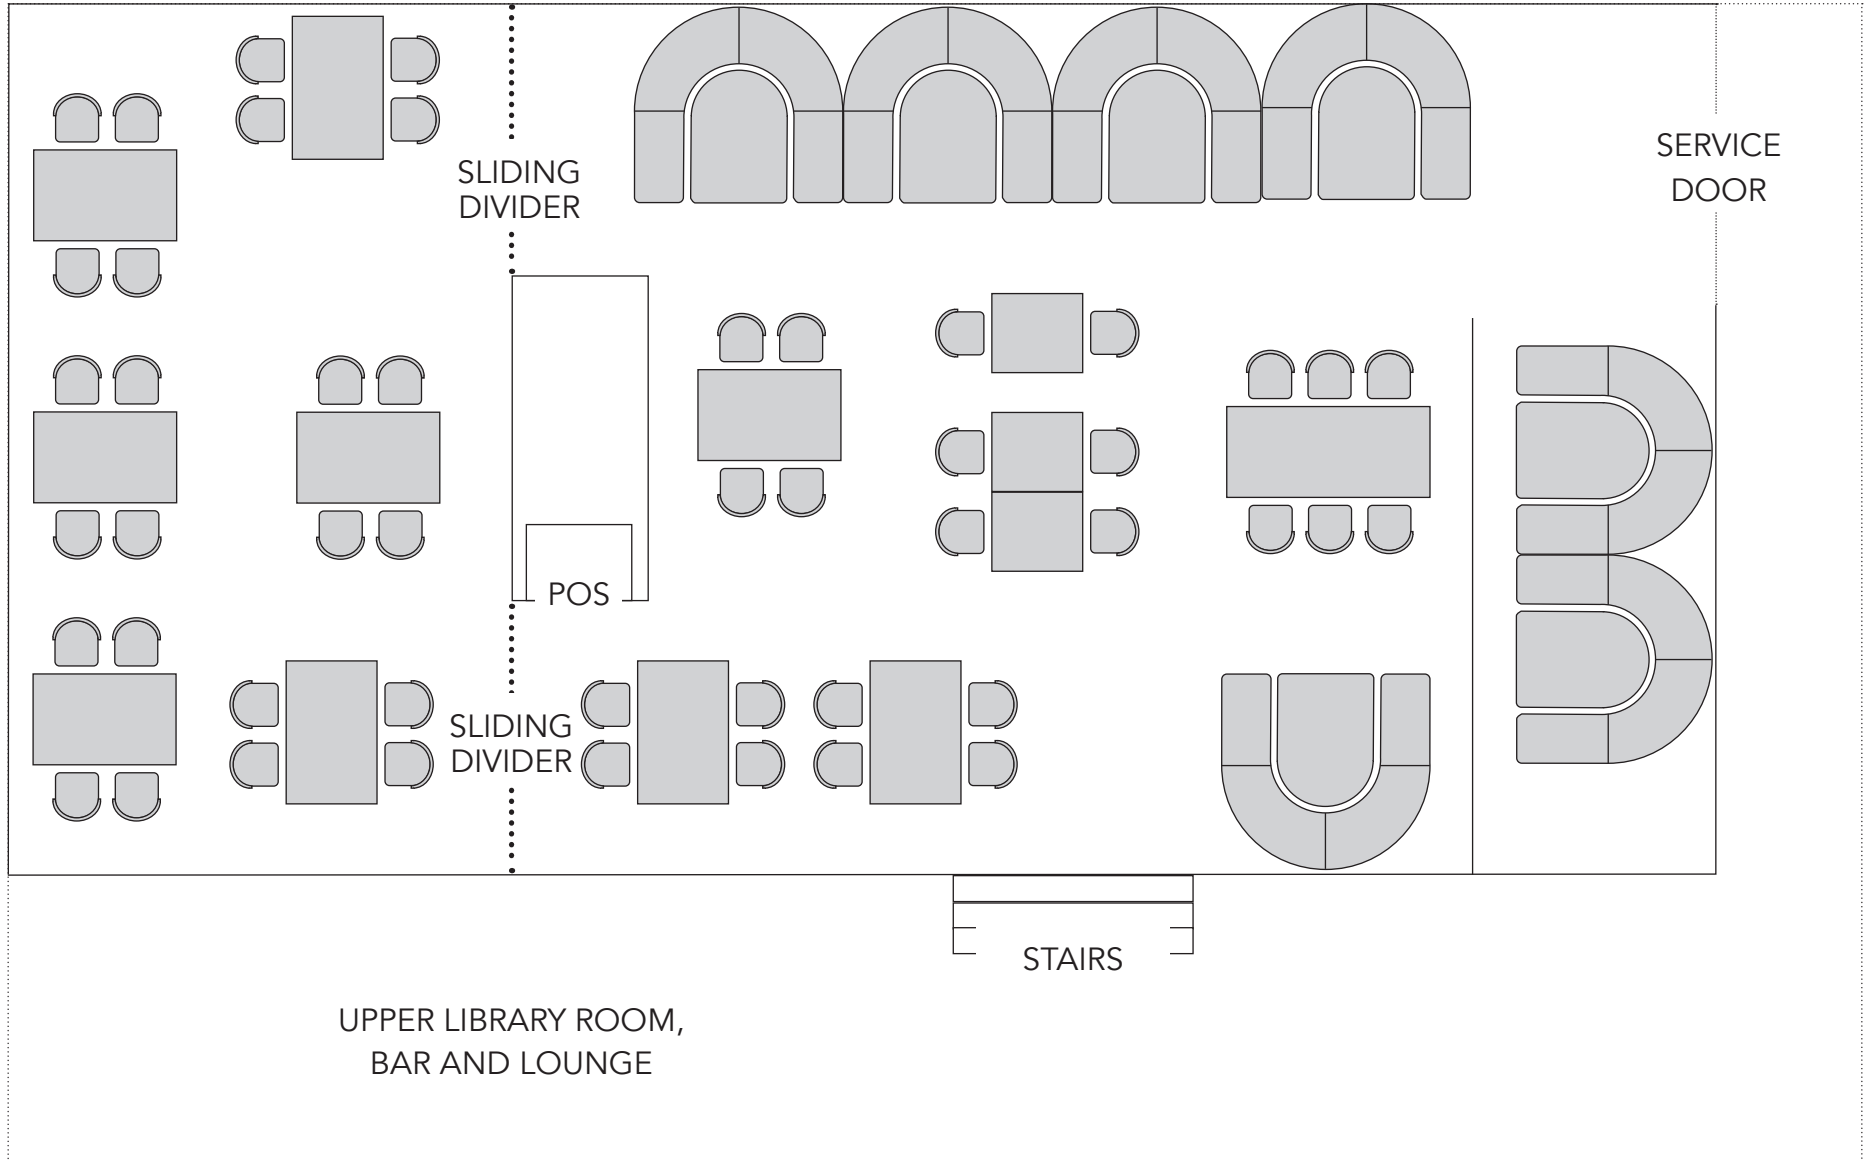 SERVICE
DOOR
SLIDING
DIVIDER
POS
SLIDING
DIVIDER
STAIRS
UPPER LIBRARY ROOM,
BAR AND LOUNGE